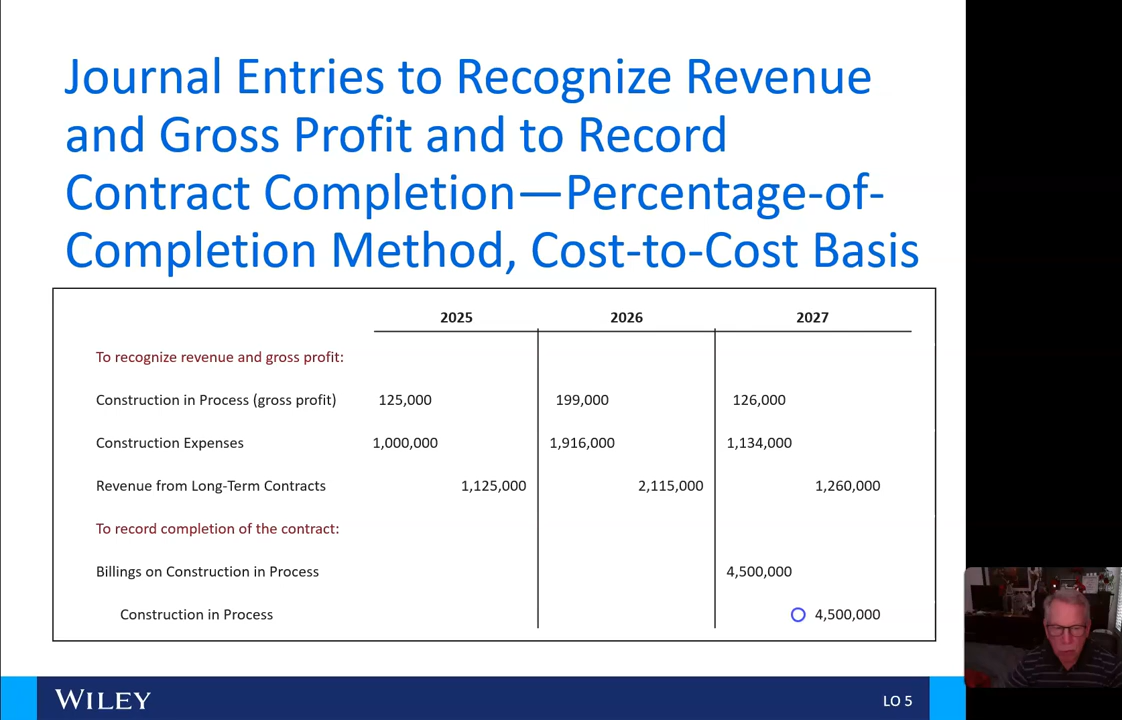 Journal Entries to Recognize Revenue
and Gross Profit and to Record
Contract Completion—Percentage-of-
Completion Method, Cost-to-Cost Basis
2025 2026 2027
To recognize revenue and gross profit:
Construction in Process (gross profit) 125,000 199,000 126,000
Construction Expenses 1,000,000 1,916,000 1,134,000
Revenue from Long-Term Contracts 1,125,000 2,115,000 1,260,000
To record completion of the contract:
Billings on Construction in Process 4,500,000
Construction in Process 4,500,000
WILEY LO 5